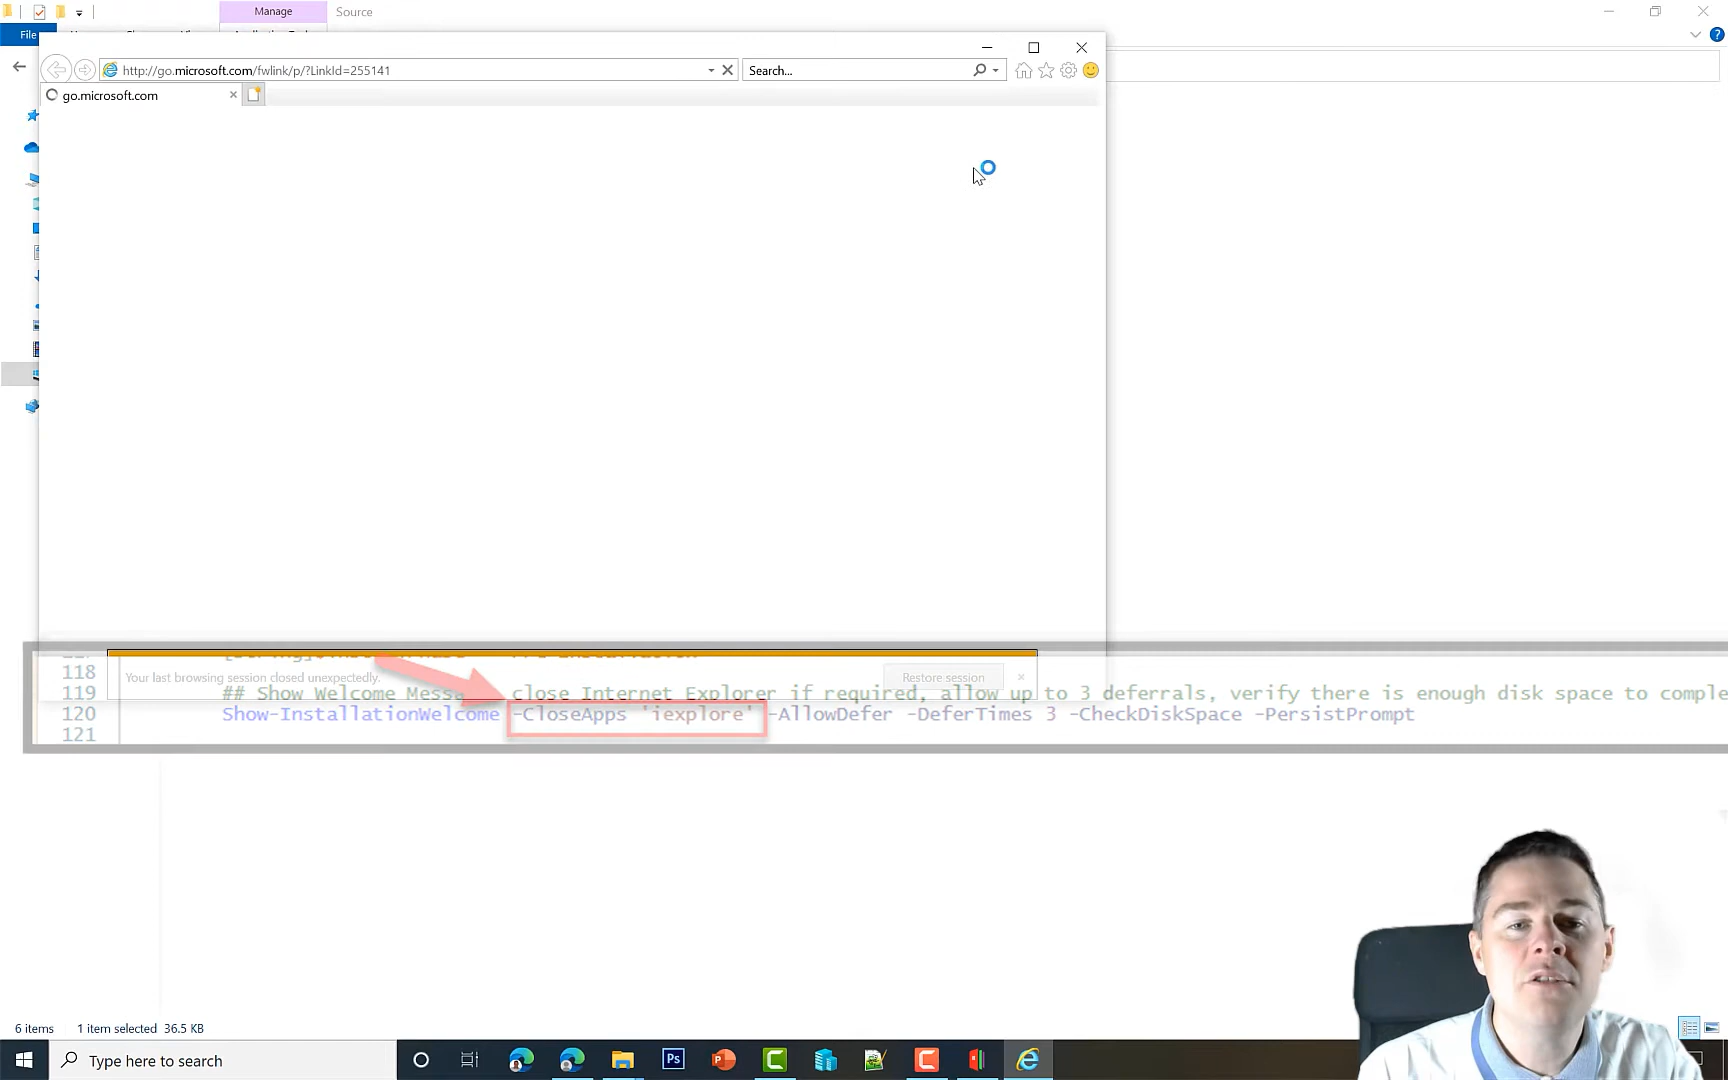 Manage
Source
File
http://go.microsoft.com/fwlink/p/?LinkId=255141
Search...
go.microsoft.com
118
Your last browsing session closed unexpectedly.
Restore session
119
## Show Welcome Mess close Internet Explorer if required, allow up to 3 deferrals, verify there is enough disk space to comple
120
Show-InstallationWelcome -CloseApps 'iexplore' -AllowDefer -DeferTimes 3 -CheckDiskSpace -PersistPrompt
121
6 items 1 item selected 36.5 KB
Type here to search
Ps